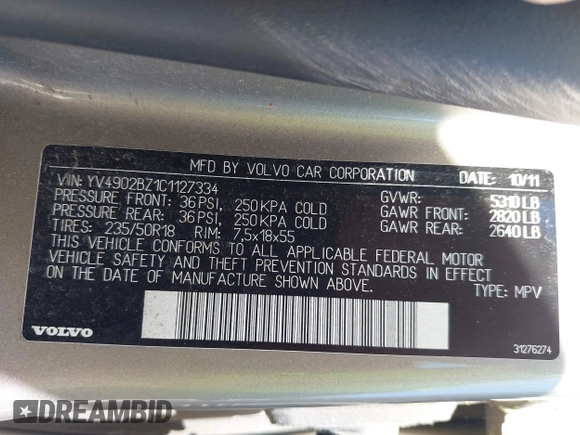 MFD BY VOLVO CAR CORPORATION DATE: 10/11
VIN: YV4902BZ1C1127334
PRESSURE FRONT: 36 PSI, 250 KPA COLD
PRESSURE REAR: 36 PSI, 250 KPA COLD
TIRES: 235/50R18 RIM: 7,5x18x55
GVWR: 5310 LB
GAWR FRONT: 2820 LB
GAWR REAR: 2640 LB
THIS VEHICLE CONFORMS TO ALL APPLICABLE FEDERAL MOTOR
VEHICLE SAFETY AND THEFT PREVENTION STANDARDS IN EFFECT
ON THE DATE OF MANUFACTURE SHOWN ABOVE.
TYPE: MPV
VOLVO
31276274
DREAMBID